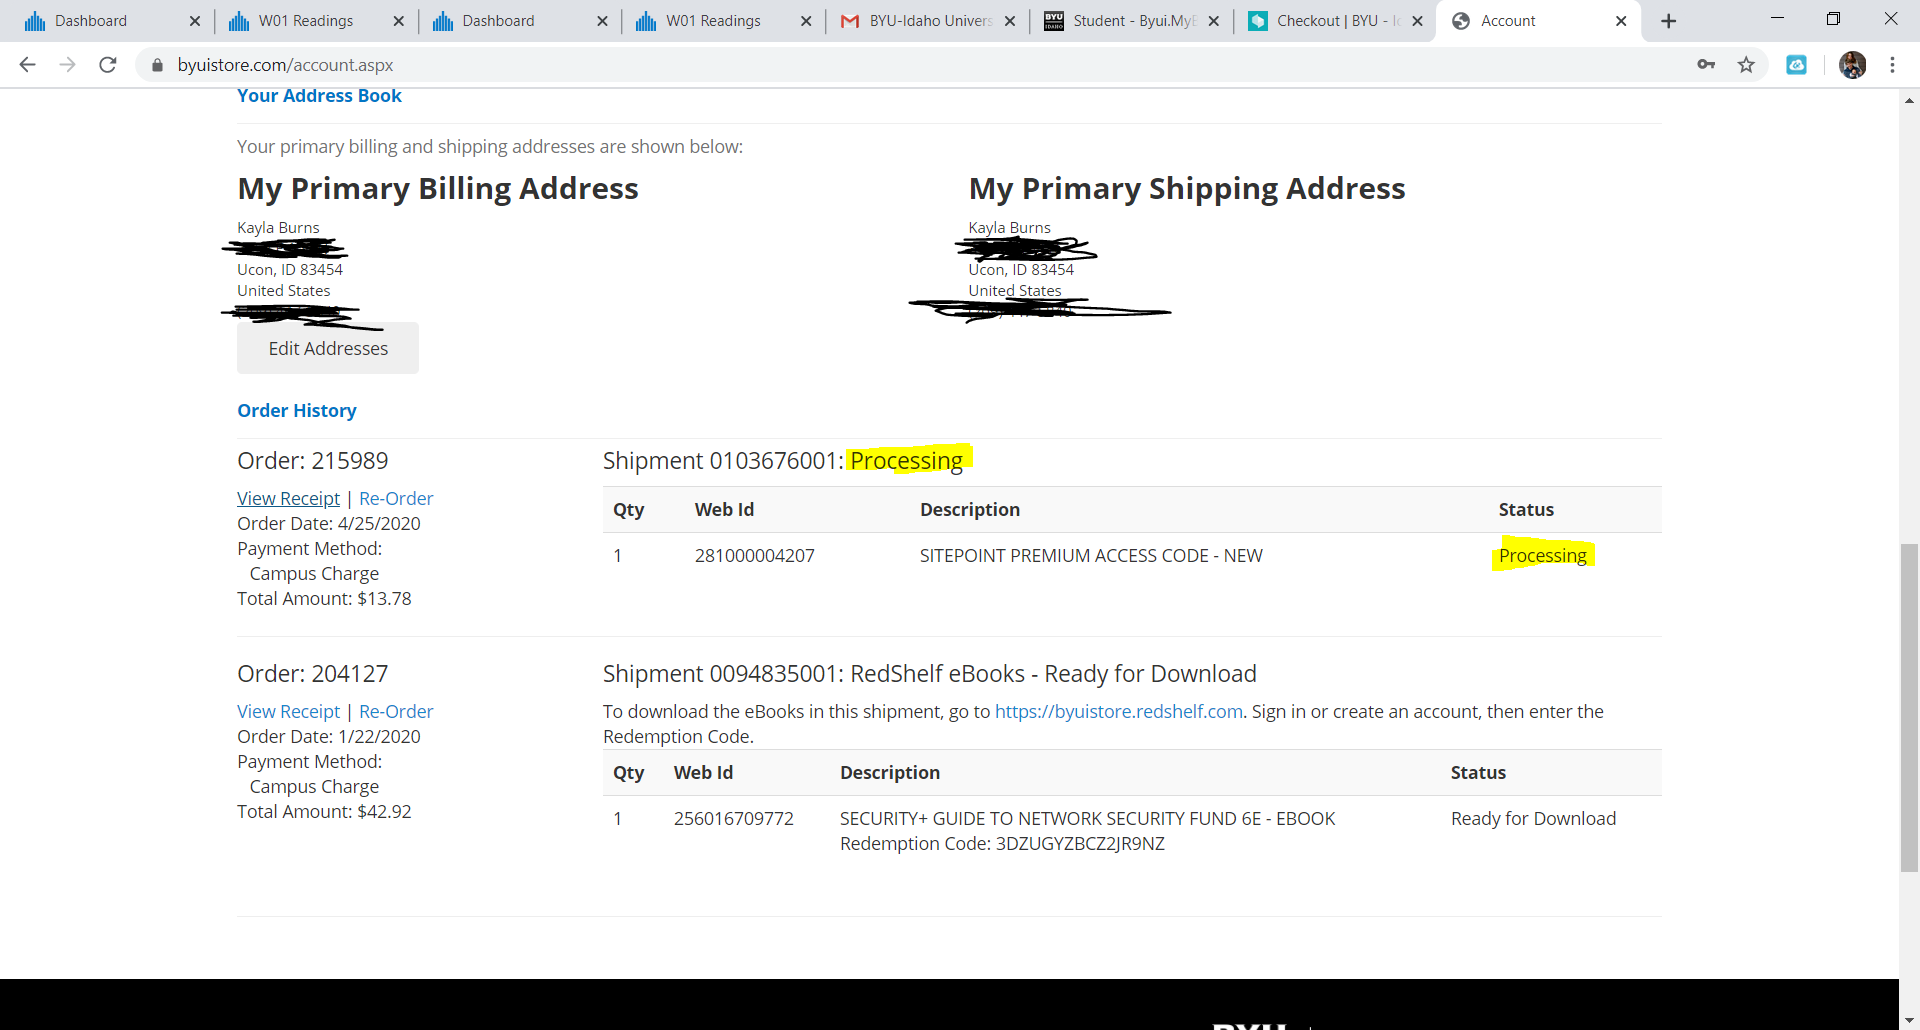 Dashboard
W01 Readings
Dashboard
W01 Readings
BYU-Idaho Univers
Student - Byui.MyB
Checkout | BYU - Id
Account
byuistore.com/account.aspx
Your Address Book
Your primary billing and shipping addresses are shown below:
My Primary Billing Address
Kayla Burns
Ucon, ID 83454
United States
Edit Addresses
My Primary Shipping Address
Kayla Burns
Ucon, ID 83454
United States
Order History
Order: 215989
View Receipt | Re-Order
Order Date: 4/25/2020
Payment Method:
Campus Charge
Total Amount: $13.78
Shipment 0103676001: Processing
Qty Web Id Description Status
1 281000004207 SITEPOINT PREMIUM ACCESS CODE - NEW Processing
Order: 204127
View Receipt | Re-Order
Order Date: 1/22/2020
Payment Method:
Campus Charge
Total Amount: $42.92
Shipment 0094835001: RedShelf eBooks - Ready for Download
To download the eBooks in this shipment, go to https://byuistore.redshelf.com. Sign in or create an account, then enter the
Redemption Code.
Qty Web Id Description Status
1 256016709772 SECURITY+ GUIDE TO NETWORK SECURITY FUND 6E - EBOOK Ready for Download
Redemption Code: 3DZUGYZBCZ2JR9NZ
BYU